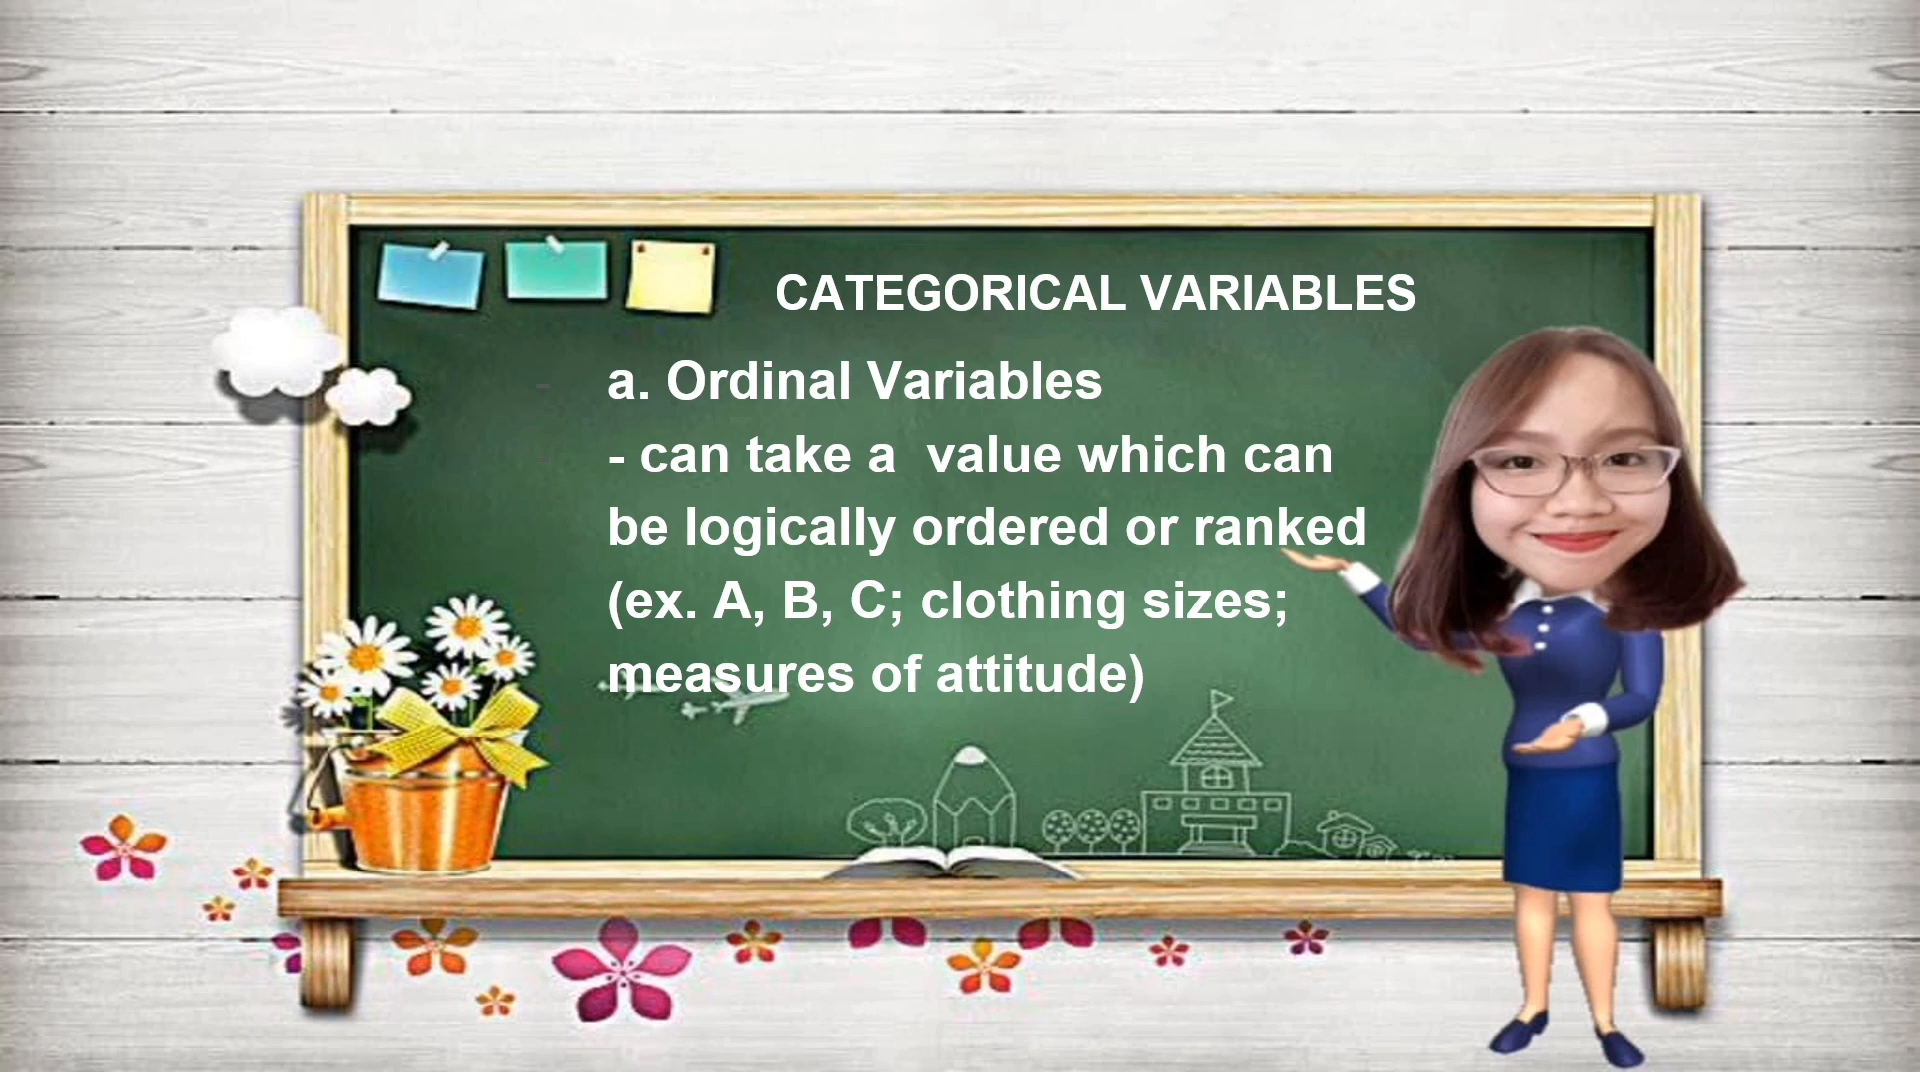 CATEGORICAL VARIABLES
a. Ordinal Variables
- can take a  value which can
be logically ordered or ranked
(ex. A, B, C; clothing sizes;
measures of attitude)